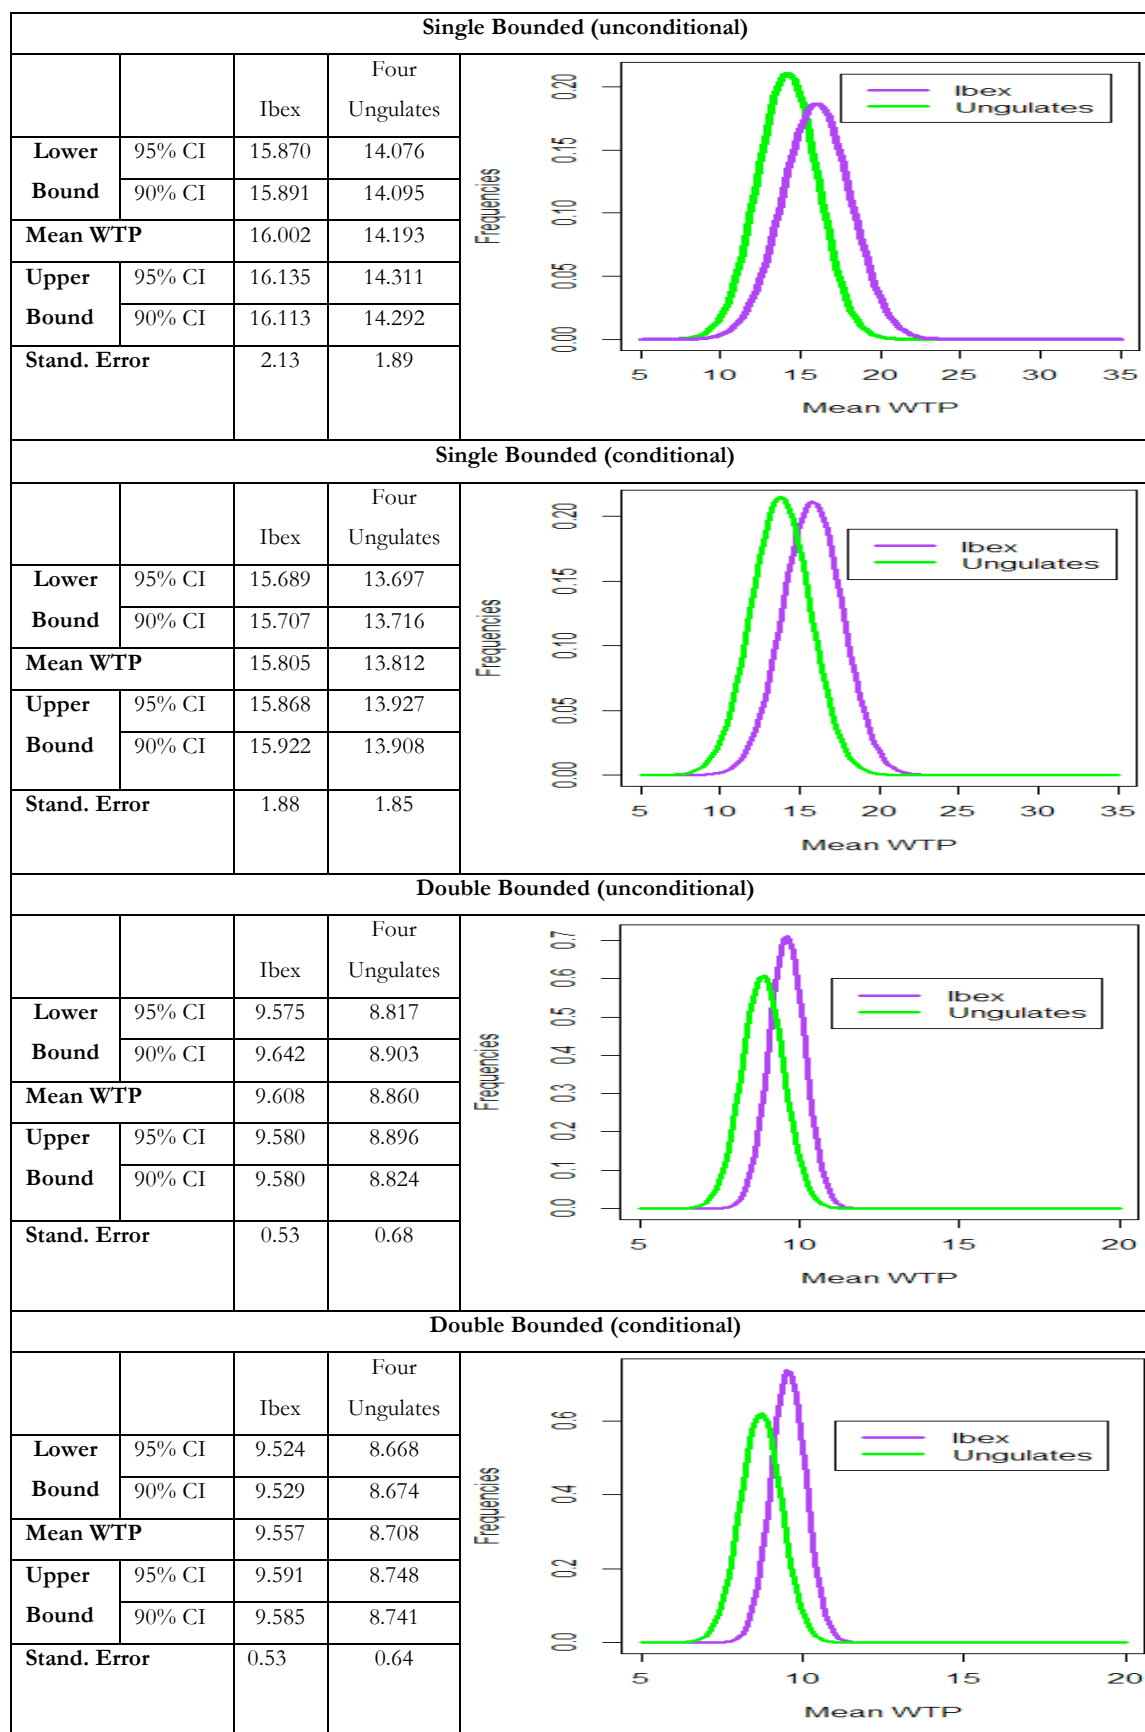 Single Bounded (unconditional)
Ibex Four Ungulates
Lower Bound 95% CI 15.870 14.076
90% CI 15.891 14.095
Mean WTP 16.002 14.193
Upper Bound 95% CI 16.135 14.311
90% CI 16.113 14.292
Stand. Error 2.13 1.89
Frequencies
0.20
0.15
0.10
0.05
0.00
Ibex
Ungulates
5 10 15 20 25 30 35
Mean WTP
Single Bounded (conditional)
Ibex Four Ungulates
Lower Bound 95% CI 15.689 13.697
90% CI 15.707 13.716
Mean WTP 15.805 13.812
Upper Bound 95% CI 15.868 13.927
90% CI 15.922 13.908
Stand. Error 1.88 1.85
Frequencies
0.20
0.15
0.10
0.05
0.00
Ibex
Ungulates
5 10 15 20 25 30 35
Mean WTP
Double Bounded (unconditional)
Ibex Four Ungulates
Lower Bound 95% CI 9.575 8.817
90% CI 9.642 8.903
Mean WTP 9.608 8.860
Upper Bound 95% CI 9.580 8.896
90% CI 9.580 8.824
Stand. Error 0.53 0.68
Frequencies
0.7
0.6
0.5
0.4
0.3
0.2
0.1
0.0
Ibex
Ungulates
5 10 15 20
Mean WTP
Double Bounded (conditional)
Ibex Four Ungulates
Lower Bound 95% CI 9.524 8.668
90% CI 9.529 8.674
Mean WTP 9.557 8.708
Upper Bound 95% CI 9.591 8.748
90% CI 9.585 8.741
Stand. Error 0.53 0.64
Frequencies
0.6
0.4
0.2
0.0
Ibex
Ungulates
5 10 15 20
Mean WTP